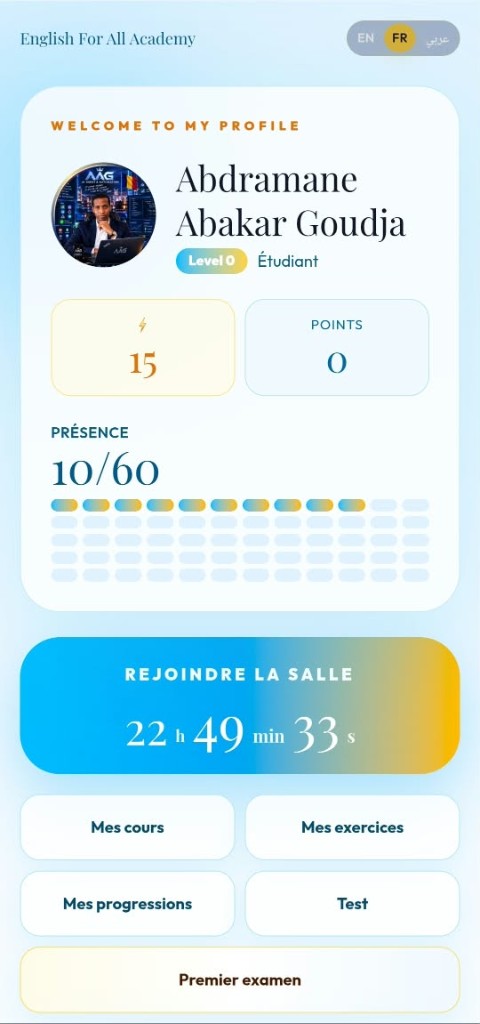 English For All Academy
EN FR عربي
WELCOME TO MY PROFILE
AAG
Abdramane
Abakar Goudja
Level 0 Étudiant
15
POINTS
0
PRÉSENCE
10/60
REJOINDRE LA SALLE
22 h 49 min 33 s
Mes cours
Mes exercices
Mes progressions
Test
Premier examen